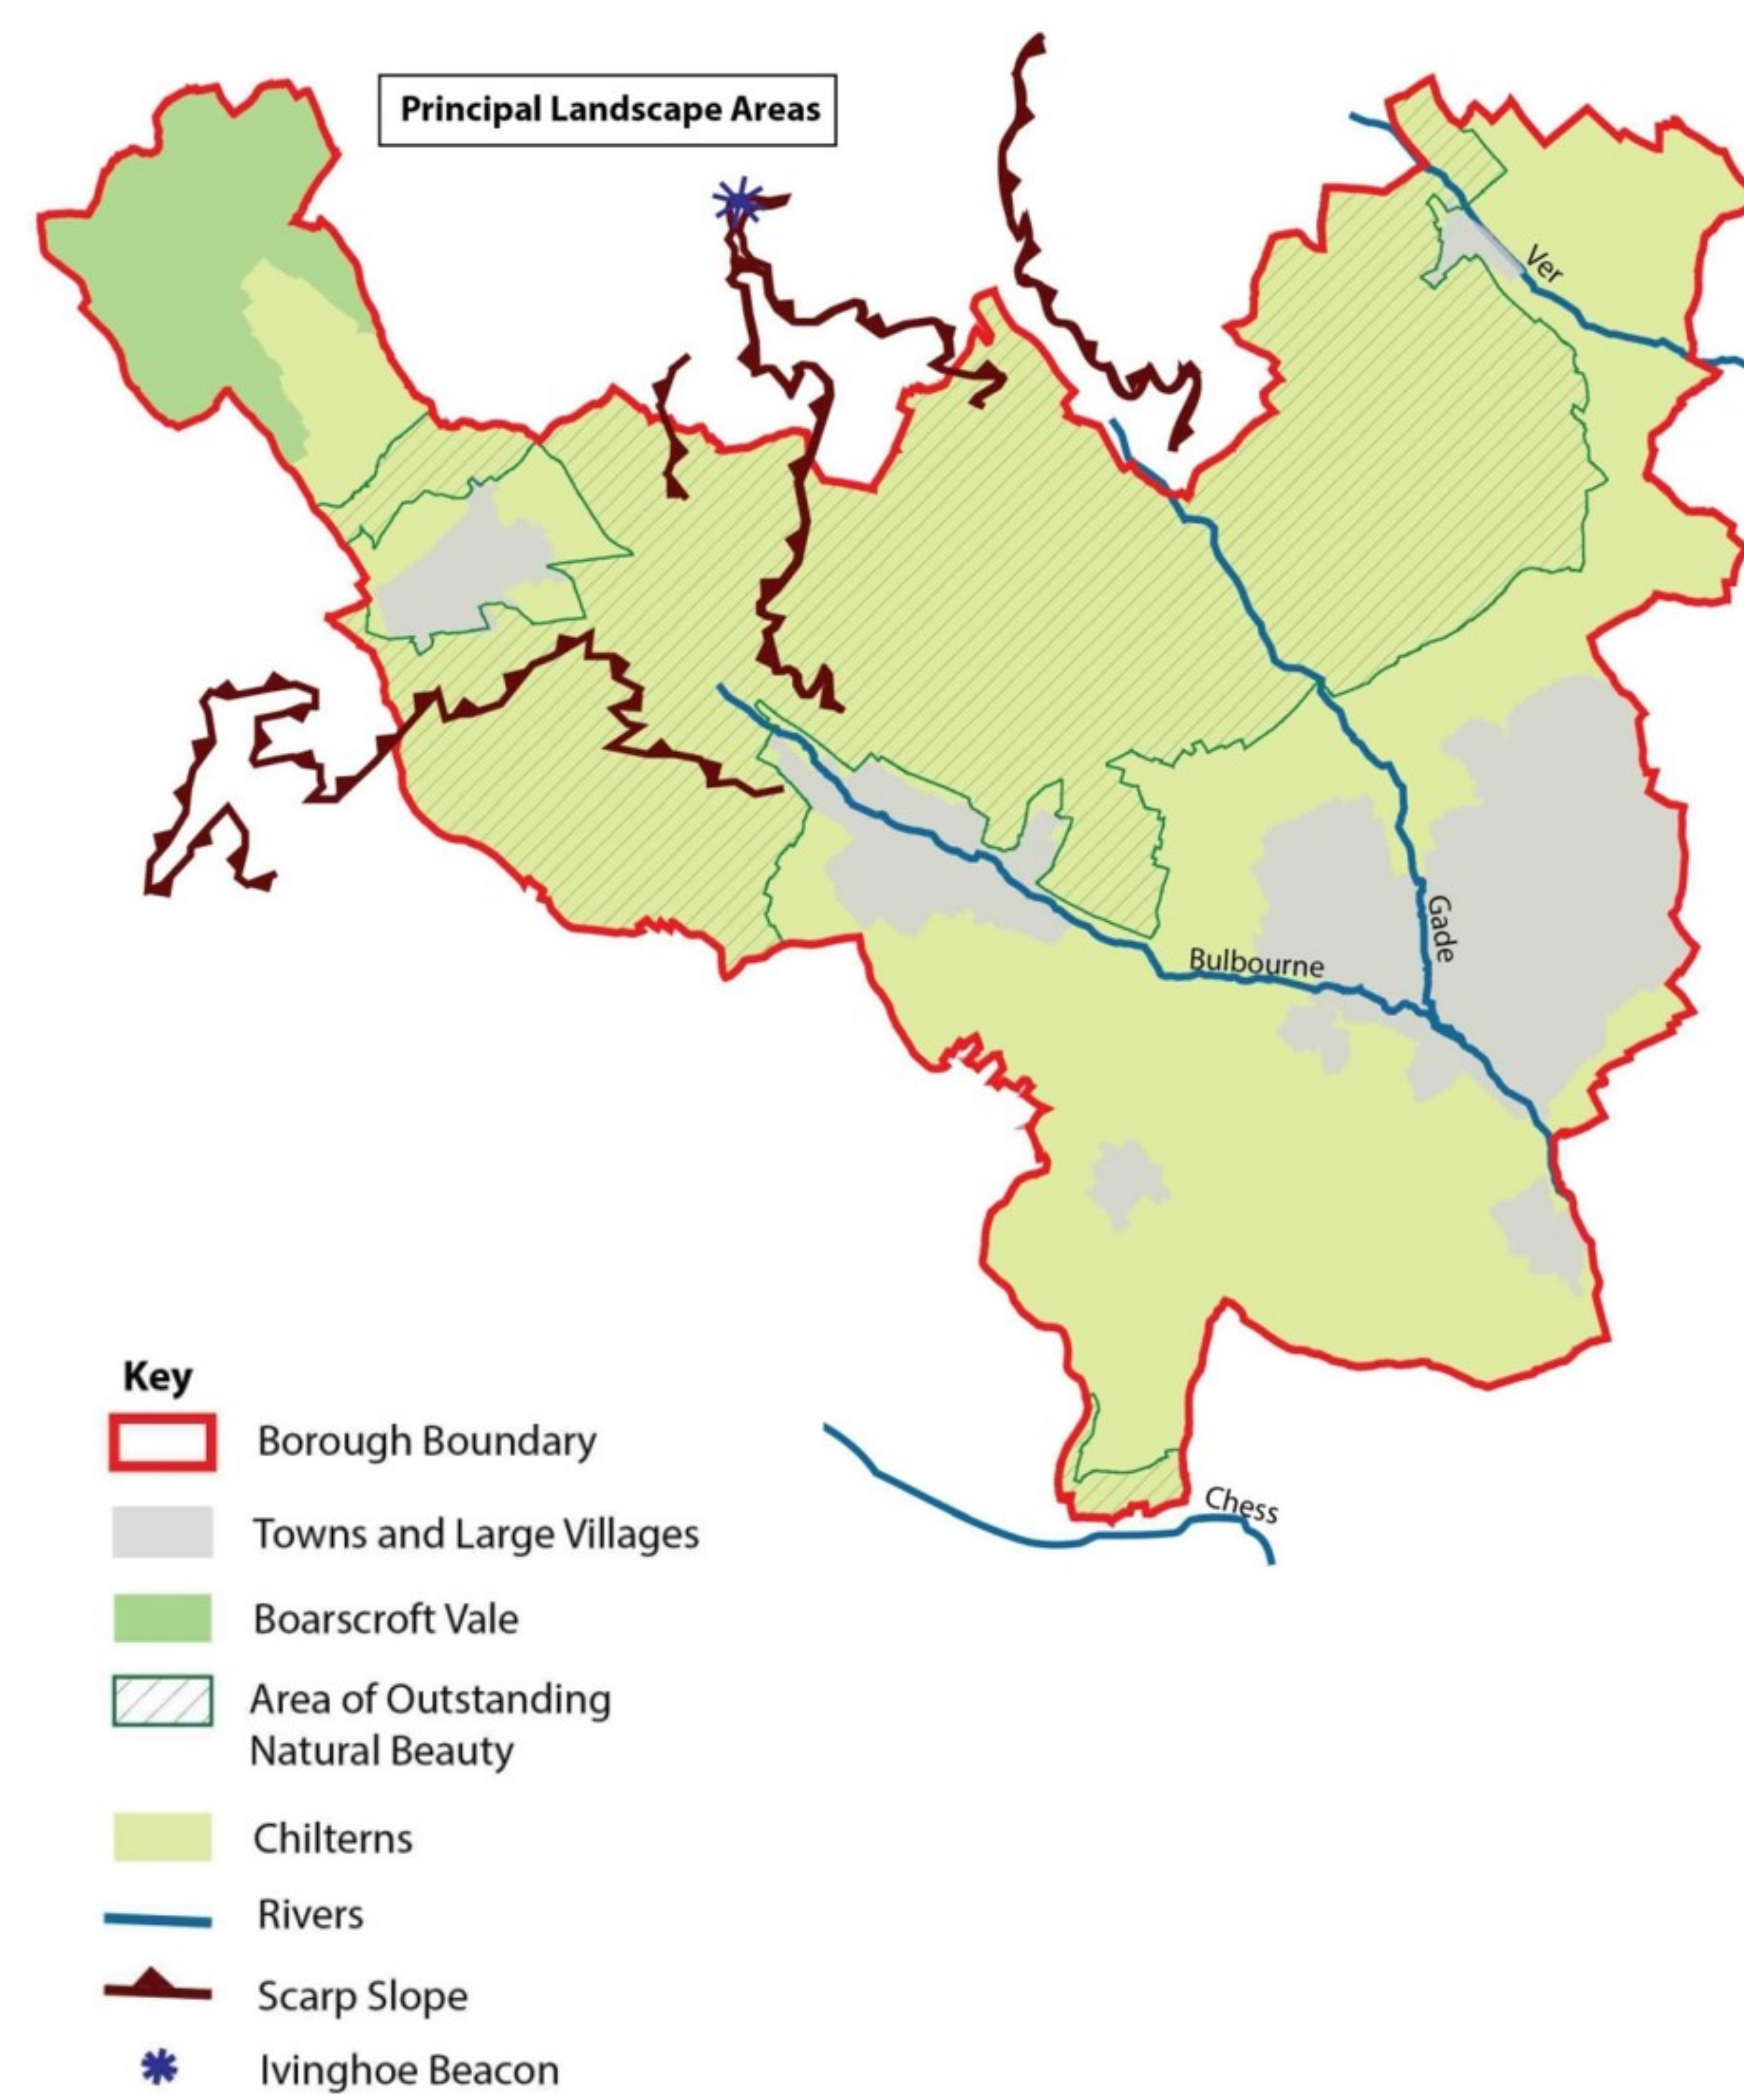 Principal Landscape Areas
Ver
Gade
Bulbourne
Chess
Key
Borough Boundary
Towns and Large Villages
Boarscroft Vale
Area of Outstanding
Natural Beauty
Chilterns
Rivers
Scarp Slope
Ivinghoe Beacon